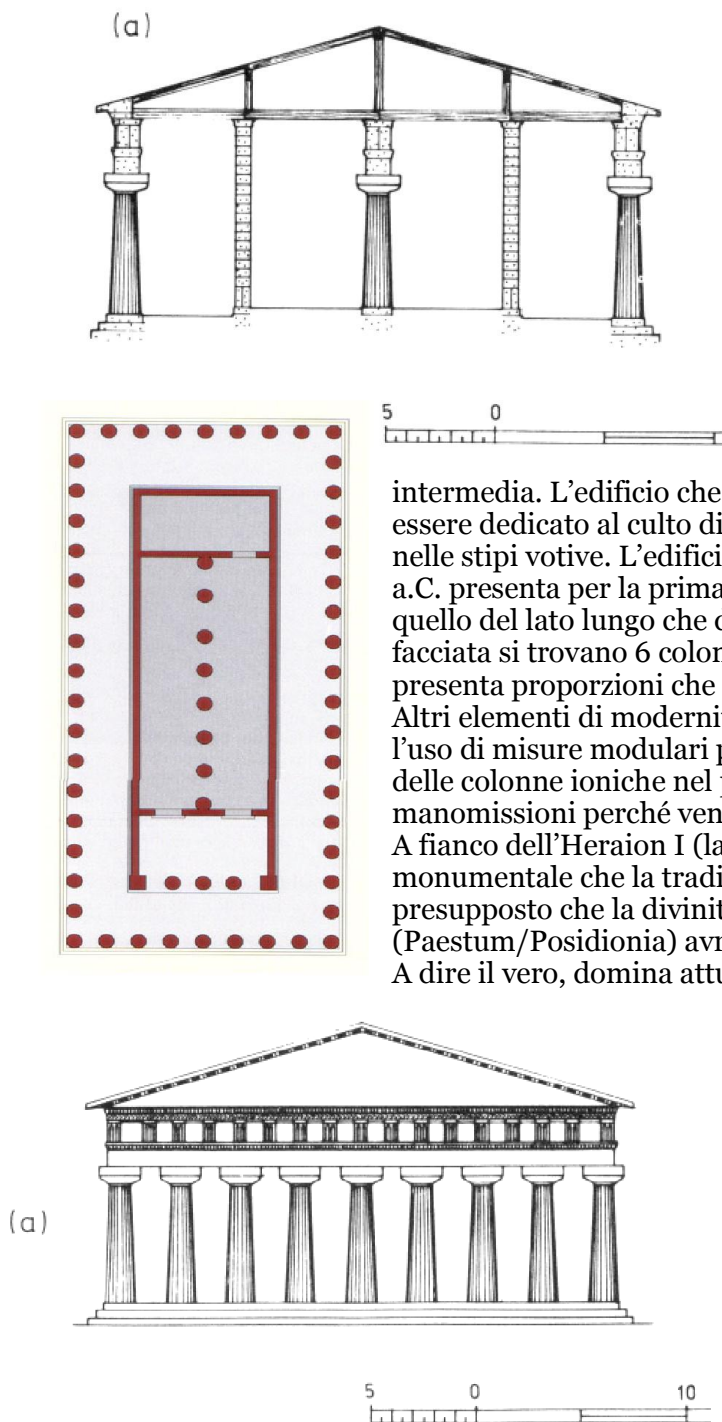 (a)
5 0
intermedia. L’edificio che
essere dedicato al culto di
nelle stipi votive. L’edifici
a.C. presenta per la prima
quello del lato lungo che
facciata si trovano 6 colon
presenta proporzioni che
Altri elementi di moderni
l’uso di misure modulari p
delle colonne ioniche nel
manomissioni perché ven
A fianco dell’Heraion I (la
monumentale che la tradi
presupposto che la divinit
(Paestum/Posidionia) avr
A dire il vero, domina attu
(a)
5 0 10